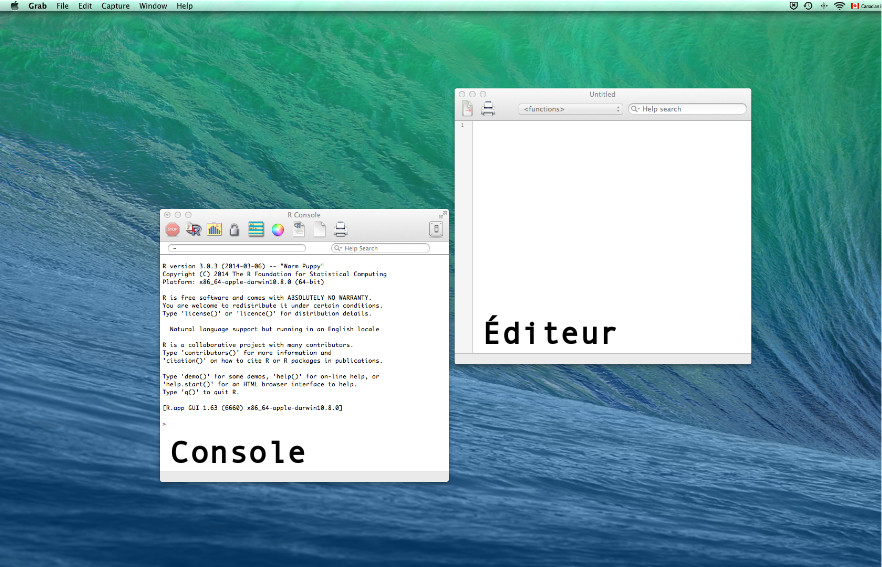 Grab File Edit Capture Window Help
Canadian
Untitled
<functions>
Help search
1
R Console
STOP
~
Help Search
R version 3.0.3 (2014-03-06) -- "Warm Puppy"
Copyright (C) 2014 The R Foundation for Statistical Computing
Platform: x86_64-apple-darwin10.8.0 (64-bit)
R is free software and comes with ABSOLUTELY NO WARRANTY.
You are welcome to redistribute it under certain conditions.
Type 'license()' or 'licence()' for distribution details.
Natural language support but running in an English locale
R is a collaborative project with many contributors.
Type 'contributors()' for more information and
'citation()' on how to cite R or R packages in publications.
Type 'demo()' for some demos, 'help()' for on-line help, or
'help.start()' for an HTML browser interface to help.
Type 'q()' to quit R.
[R.app GUI 1.63 (6660) x86_64-apple-darwin10.8.0]
>
Console
Éditeur